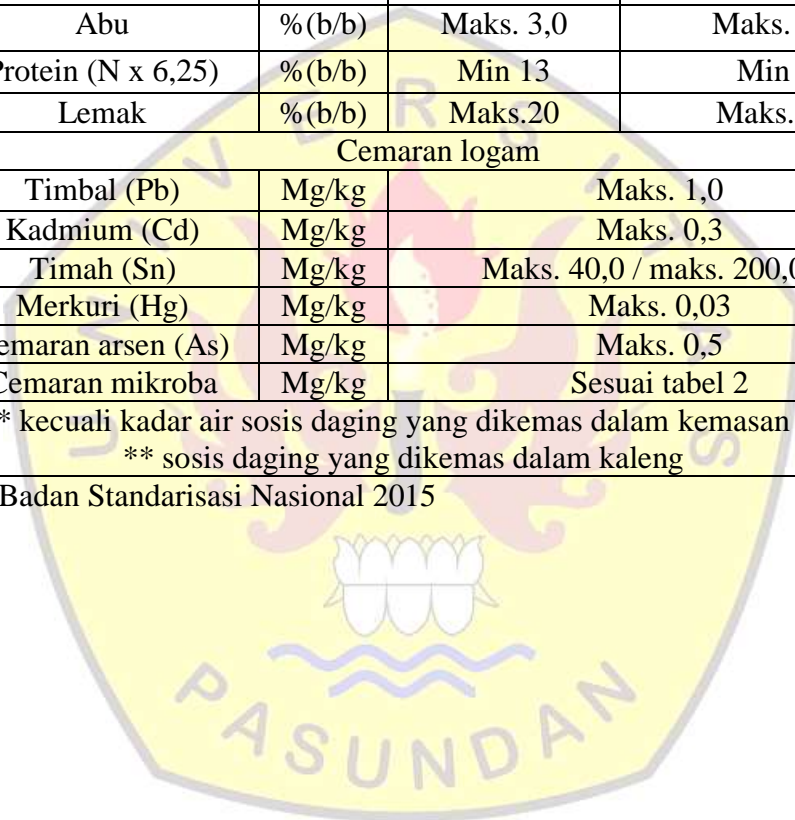 Abu % (b/b) Maks. 3,0 Maks.
Protein (N x 6,25) % (b/b) Min 13 Min
Lemak % (b/b) Maks.20 Maks.
Cemaran logam
Timbal (Pb) Mg/kg Maks. 1,0
Kadmium (Cd) Mg/kg Maks. 0,3
Timah (Sn) Mg/kg Maks. 40,0 / maks. 200,0
Merkuri (Hg) Mg/kg Maks. 0,03
emaran arsen (As) Mg/kg Maks. 0,5
Cemaran mikroba Mg/kg Sesuai tabel 2
* kecuali kadar air sosis daging yang dikemas dalam kemasan
** sosis daging yang dikemas dalam kaleng
Badan Standarisasi Nasional 2015
UNIVERSITAS
PASUNDAN